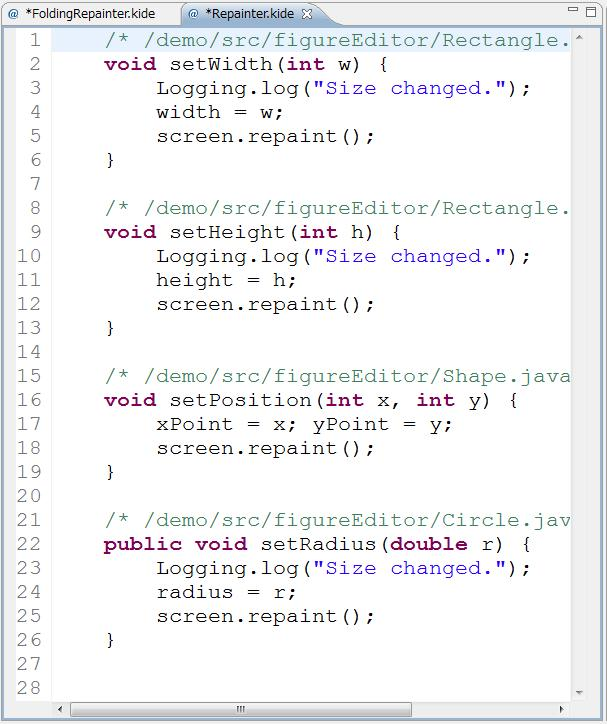 @ *FoldingRepainter.kide @ *Repainter.kide
1 /* /demo/src/figureEditor/Rectangle.
2 void setWidth(int w) {
3 Logging.log("Size changed.");
4 width = w;
5 screen.repaint();
6 }
7
8 /* /demo/src/figureEditor/Rectangle.
9 void setHeight(int h) {
10 Logging.log("Size changed.");
11 height = h;
12 screen.repaint();
13 }
14
15 /* /demo/src/figureEditor/Shape.java
16 void setPosition(int x, int y) {
17 xPoint = x; yPoint = y;
18 screen.repaint();
19 }
20
21 /* /demo/src/figureEditor/Circle.jav
22 public void setRadius(double r) {
23 Logging.log("Size changed.");
24 radius = r;
25 screen.repaint();
26 }
27
28